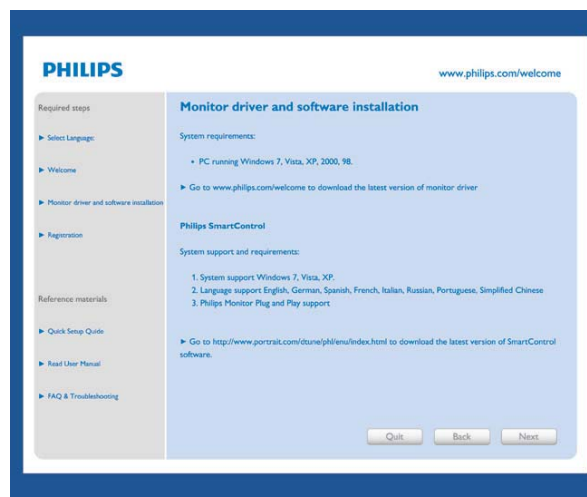 PHILIPS
www.philips.com/welcome
Required steps
► Select Language:
► Welcome
► Monitor driver and software installation
► Registration
Reference materials
► Quick Setup Guide
► Read User Manual
► FAQ & Troubleshooting
Monitor driver and software installation
System requirements:
• PC running Windows 7, Vista, XP, 2000, 98.
► Go to www.philips.com/welcome to download the latest version of monitor driver
Philips SmartControl
System support and requirements:
1. System support Windows 7, Vista, XP.
2. Language support English, German, Spanish, French, Italian, Russian, Portuguese, Simplified Chinese
3. Philips Monitor Plug and Play support
► Go to http://www.portrait.com/dtune/phl/enu/index.html to download the latest version of SmartControl
software.
Quit
Back
Next